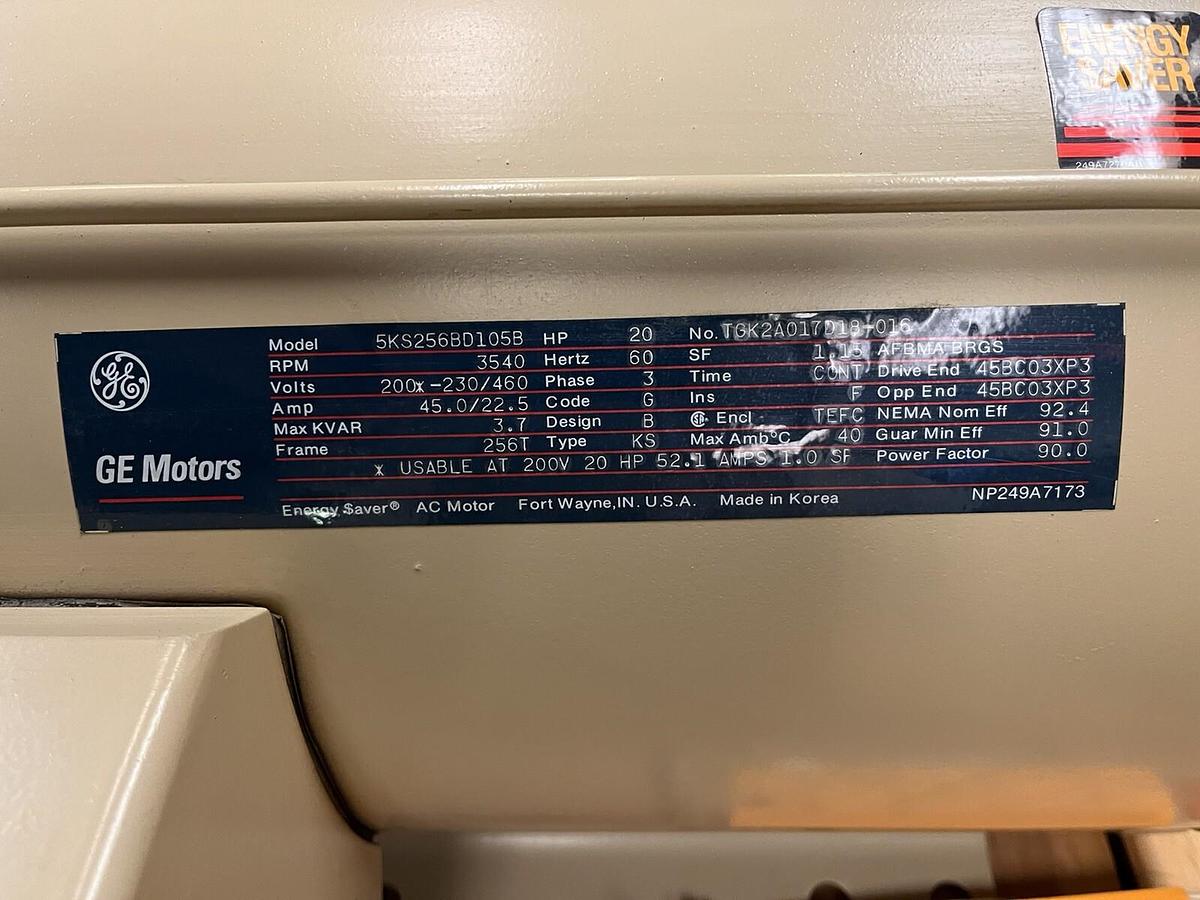 ENERGY
SAVER
GE
GE Motors
Model 5KS256BD105B HP 20 No. TGK2A017D18-016
RPM 3540 Hertz 60 SF 1.15 AFBMA BRGS
Volts 200x-230/460 Phase 3 Time CONT Drive End 45BC03XP3
Amp 45.0/22.5 Code G Ins F Opp End 45BC03XP3
Max KVAR 3.7 Design B Encl TEFC NEMA Nom Eff 92.4
Frame 256T Type KS Max Amb°C 40 Guar Min Eff 91.0
x USABLE AT 200V 20 HP 52.1 AMPS 1.0 SF Power Factor 90.0
Energy Saver® AC Motor Fort Wayne,IN. U.S.A. Made in Korea NP249A7173